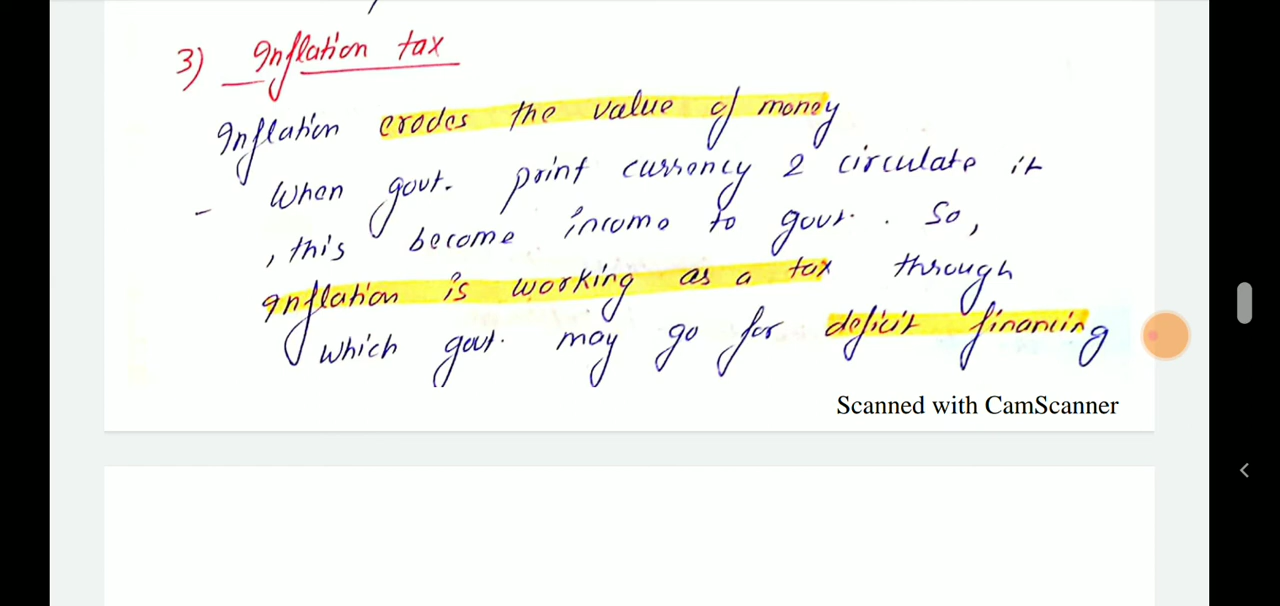 3) Inflation tax
Inflation erodes the value of money
- When govt. print currency & circulate it
, this become income to govt. . So,
Inflation is working as a tax through
which govt. may go for deficit financing
Scanned with CamScanner